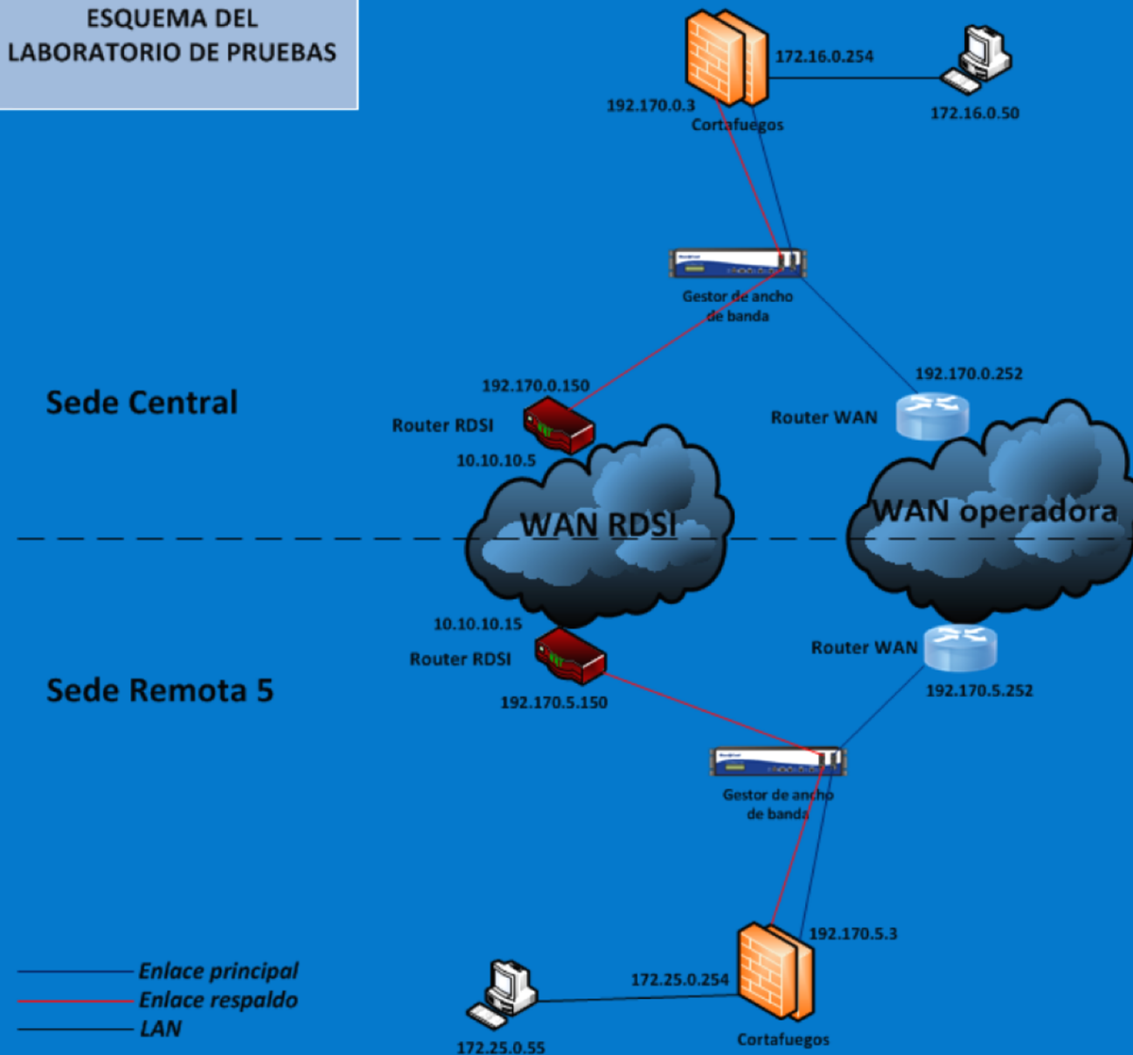 ESQUEMA DEL
LABORATORIO DE PRUEBAS
172.16.0.254
192.170.0.3
Cortafuegos
172.16.0.50
Gestor de ancho
de banda
Sede Central
192.170.0.150
192.170.0.252
Router RDSI
Router WAN
10.10.10.5
WAN RDSI
WAN operadora
10.10.10.15
Router RDSI
Router WAN
Sede Remota 5
192.170.5.150
192.170.5.252
Gestor de ancho
de banda
192.170.5.3
Enlace principal
Enlace respaldo
LAN
172.25.0.254
172.25.0.55
Cortafuegos